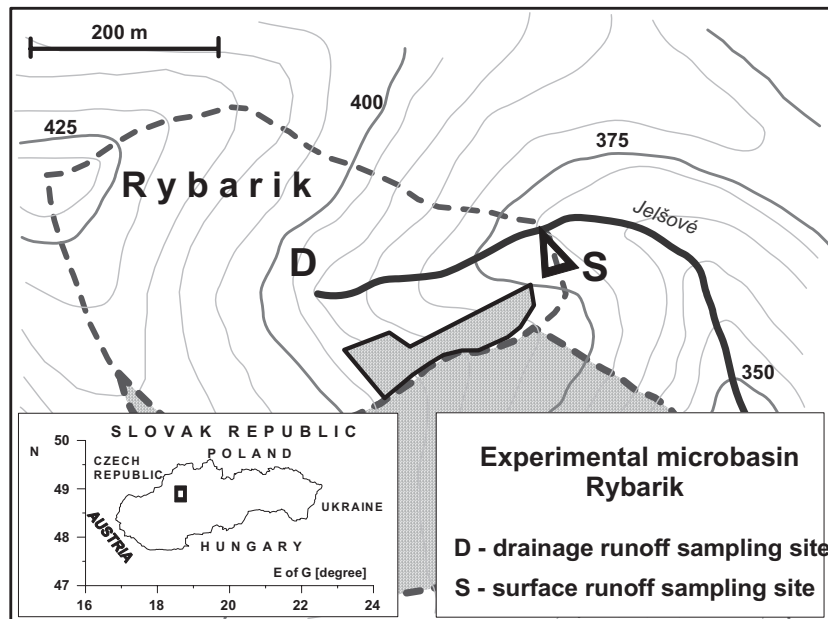 200 m
400
425
375
Rybarik
Jelšové
D
S
350
SLOVAK REPUBLIC
N
50
49
48
47
CZECH
REPUBLIC
POLAND
UKRAINE
AUSTRIA
HUNGARY
E of G [degree]
16 18 20 22 24
Experimental microbasin
Rybarik
D - drainage runoff sampling site
S - surface runoff sampling site